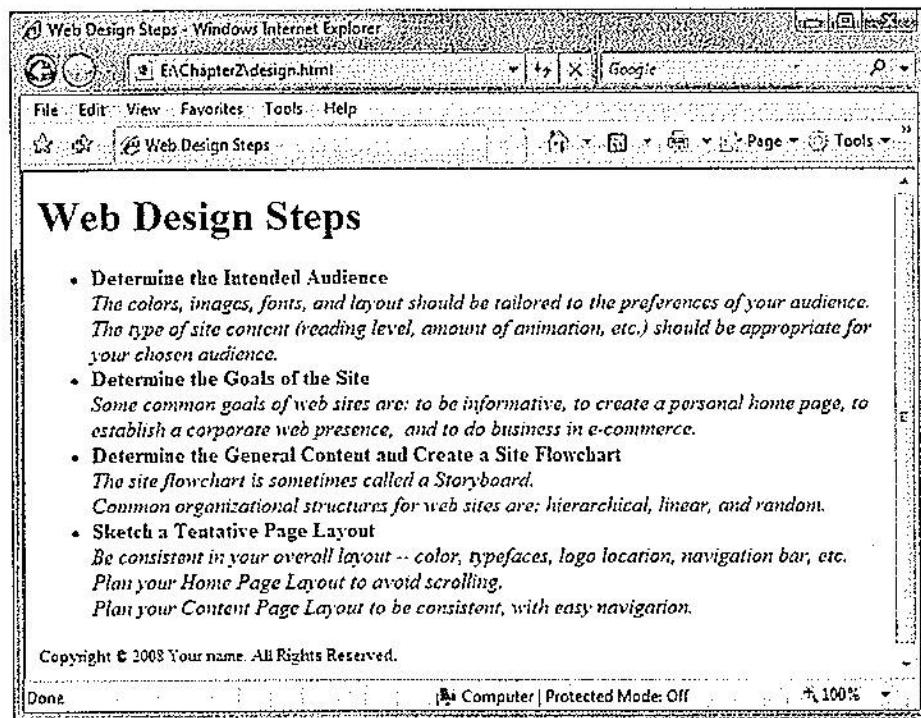 Web Design Steps - Windows Internet Explorer
E:\Chapter2\design.html Google
File Edit View Favorites Tools Help
Web Design Steps Page Tools
Web Design Steps
• Determine the Intended Audience
The colors, images, fonts, and layout should be tailored to the preferences of your audience.
The type of site content (reading level, amount of animation, etc.) should be appropriate for
your chosen audience.
• Determine the Goals of the Site
Some common goals of web sites are: to be informative, to create a personal home page, to
establish a corporate web presence, and to do business in e-commerce.
• Determine the General Content and Create a Site Flowchart
The site flowchart is sometimes called a Storyboard.
Common organizational structures for web sites are: hierarchical, linear, and random.
• Sketch a Tentative Page Layout
Be consistent in your overall layout -- color, typefaces, logo location, navigation bar, etc.
Plan your Home Page Layout to avoid scrolling.
Plan your Content Page Layout to be consistent, with easy navigation.
Copyright © 2008 Your name. All Rights Reserved.
Done Computer | Protected Mode: Off 100%